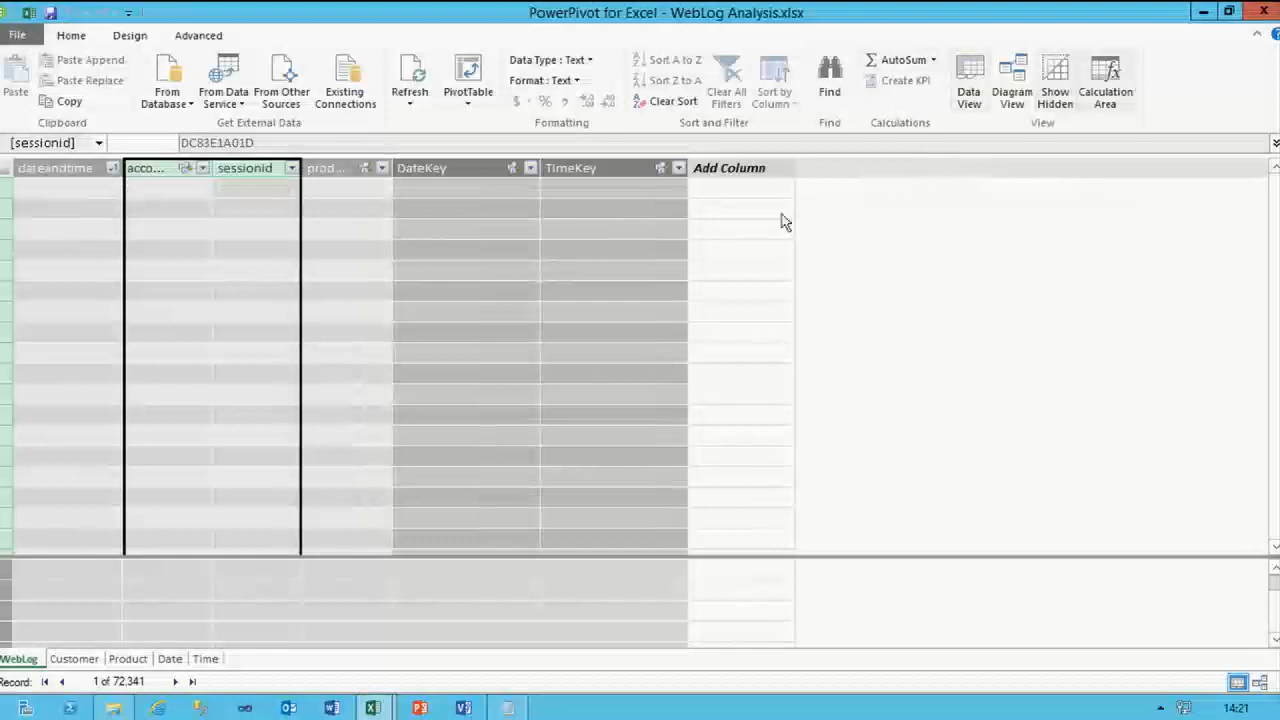 PowerPivot for Excel - WebLog Analysis.xlsx
File Home Design Advanced
Paste
Paste Append
Paste Replace
Copy
Clipboard
From Database
From Data Service
From Other Sources
Existing Connections
Get External Data
Refresh
PivotTable
Data Type : Text
Format : Text
$ % ,
Formatting
Sort A to Z
Sort Z to A
Clear Sort
Clear All Filters
Sort by Column
Sort and Filter
Find
Find
AutoSum
Create KPI
Calculations
Data View
Diagram View
Show Hidden
Calculation Area
View
[sessionid] DC83E1A01D
dateandtime acco... sessionid prod... DateKey TimeKey Add Column
WebLog Customer Product Date Time
Record: 1 of 72,341
14:21